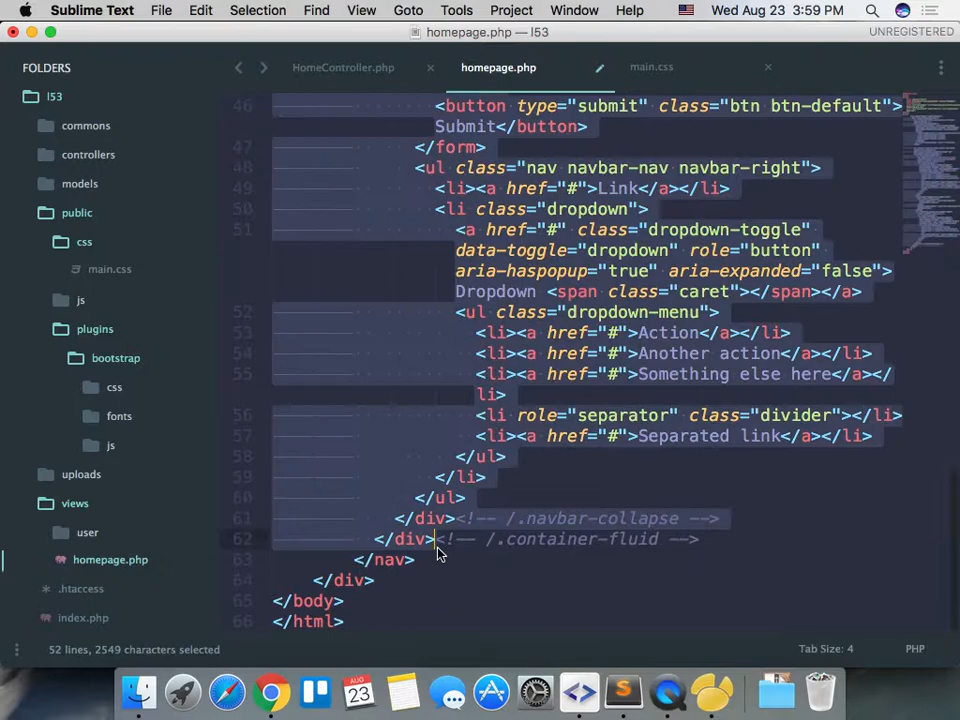 Sublime Text File Edit Selection Find View Goto Tools Project Window Help Wed Aug 23 3:59 PM
homepage.php — l53 UNREGISTERED
FOLDERS
l53
commons
controllers
models
public
css
main.css
js
plugins
bootstrap
css
fonts
js
uploads
views
user
homepage.php
.htaccess
index.php
HomeController.php homepage.php main.css
46 <button type="submit" class="btn btn-default">
Submit</button>
47 </form>
48 <ul class="nav navbar-nav navbar-right">
49 <li><a href="#">Link</a></li>
50 <li class="dropdown">
51 <a href="#" class="dropdown-toggle"
data-toggle="dropdown" role="button"
aria-haspopup="true" aria-expanded="false">
Dropdown <span class="caret"></span></a>
52 <ul class="dropdown-menu">
53 <li><a href="#">Action</a></li>
54 <li><a href="#">Another action</a></li>
55 <li><a href="#">Something else here</a></
li>
56 <li role="separator" class="divider"></li>
57 <li><a href="#">Separated link</a></li>
58 </ul>
59 </li>
60 </ul>
61 </div><!-- /.navbar-collapse -->
62 </div><!-- /.container-fluid -->
63 </nav>
64 </div>
65 </body>
66 </html>
52 lines, 2549 characters selected Tab Size: 4 PHP
AUG
23